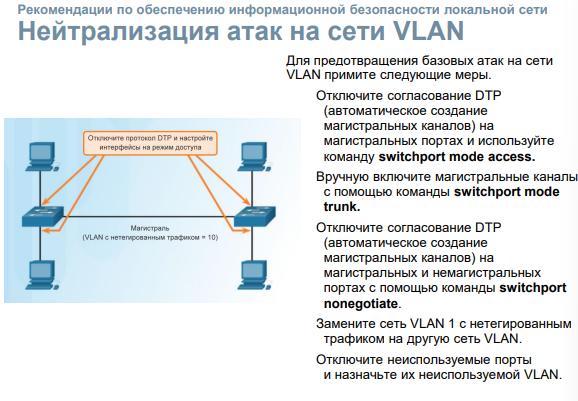 Рекомендации по обеспечению информационной безопасности локальной сети
Нейтрализация атак на сети VLAN
Для предотвращения базовых атак на сети
VLAN примите следующие меры.
Отключите согласование DTP
(автоматическое создание
магистральных каналов) на
магистральных портах и используйте
команду switchport mode access.
Вручную включите магистральные каналы
с помощью команды switchport mode
trunk.
Отключите согласование DTP
(автоматическое создание
магистральных каналов) на
магистральных и немагистральных
портах с помощью команды switchport
nonegotiate.
Замените сеть VLAN 1 с нетегированным
трафиком на другую сеть VLAN.
Отключите неиспользуемые порты
и назначьте их неиспользуемой VLAN.
Отключите протокол DTP и настройте
интерфейсы на режим доступа
Магистраль
(VLAN с нетегированным трафиком = 10)